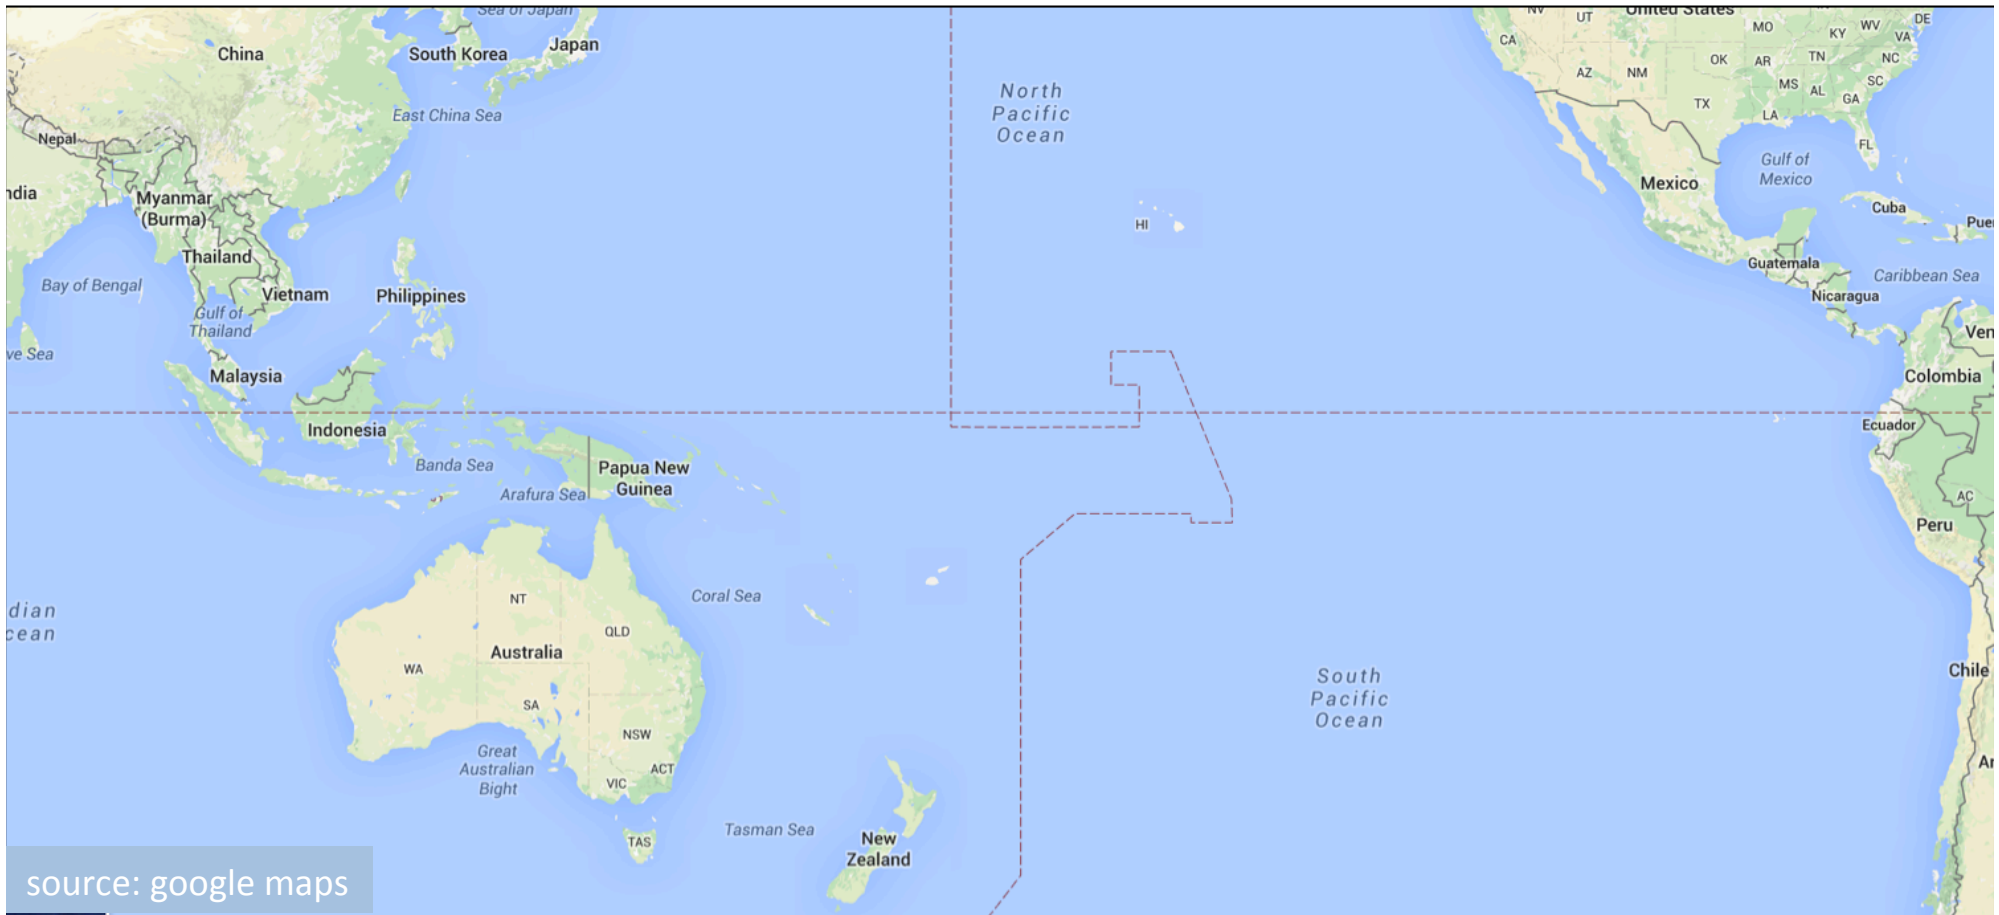 Sea of Japan
China
South Korea
Japan
East China Sea
Nepal
ndia
Myanmar
(Burma)
Thailand
Bay of Bengal
Vietnam
Gulf of
Thailand
Philippines
ve Sea
Malaysia
Indonesia
Banda Sea
Arafura Sea
Papua New
Guinea
dian
cean
NT
QLD
Coral Sea
Australia
WA
SA
NSW
Great
Australian
Bight
VIC
ACT
TAS
Tasman Sea
New
Zealand
North
Pacific
Ocean
HI
South
Pacific
Ocean
NV
UT
United States
CA
AZ
NM
OK
TX
MO
AR
LA
KY
TN
MS
AL
WV
VA
DE
NC
SC
GA
FL
Gulf of
Mexico
Mexico
Cuba
Puer
Guatemala
Caribbean Sea
Nicaragua
Ven
Colombia
Ecuador
AC
Peru
Chile
Ar
source: google maps